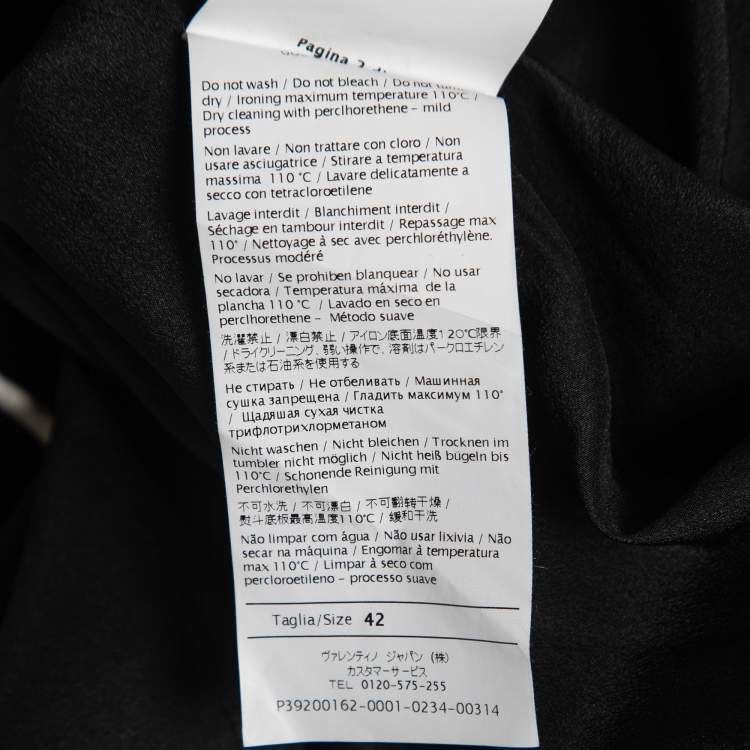 Pagina
Do not wash / Do not bleach / Do not tumble
dry / Ironing maximum temperature 110°C /
Dry cleaning with perclhorethene – mild
process
Non lavare / Non trattare con cloro / Non
usare asciugatrice / Stirare a temperatura
massima 110 °C / Lavare delicatamente a
secco con tetracloroetilene
Lavage interdit / Blanchiment interdit /
Séchage en tambour interdit / Repassage max
110° / Nettoyage à sec avec perchloréthylène.
Processus modéré
No lavar / Se prohiben blanquear / No usar
secadora / Temperatura máxima de la
plancha 110 °C / Lavado en seco en
perclhorethene – Método suave
洗濯禁止 / 漂白禁止 / アイロン底面温度120℃限界
/ ドライクリーニング、弱い操作で、溶剤はパークロエチレン
系または石油系を使用する
Не стирать / Не отбеливать / Машинная
сушка запрещена / Гладить максимум 110°
/ Щадяшая сухая чистка
трифлотрихлорметаном
Nicht waschen / Nicht bleichen / Trocknen im
tumbler nicht möglich / Nicht heiß bügeln bis
110°C / Schonende Reinigung mit
Perchlorethylen
不可水洗 / 不可漂白 / 不可翻转干燥 /
熨斗底板最高温度110°C / 缓和干洗
Não limpar com água / Não usar lixivia / Não
secar na máquina / Engomar à temperatura
max 110°C / Limpar à seco com
percloroetileno – processo suave
Taglia/Size 42
ヴァレンティノ ジャパン (株)
カスタマーサービス
TEL 0120-575-255
P39200162-0001-0234-00314